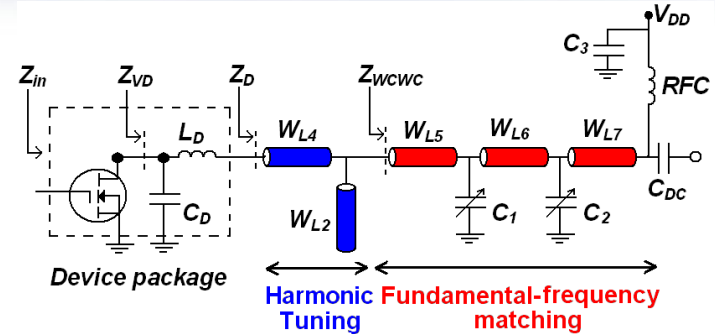 VDD
C3
Zin
ZVD
ZD
ZWCWC
RFC
LD
WL4
WL5
WL6
WL7
CD
WL2
C1
C2
CDC
Device package
Harmonic Tuning
Fundamental-frequency matching